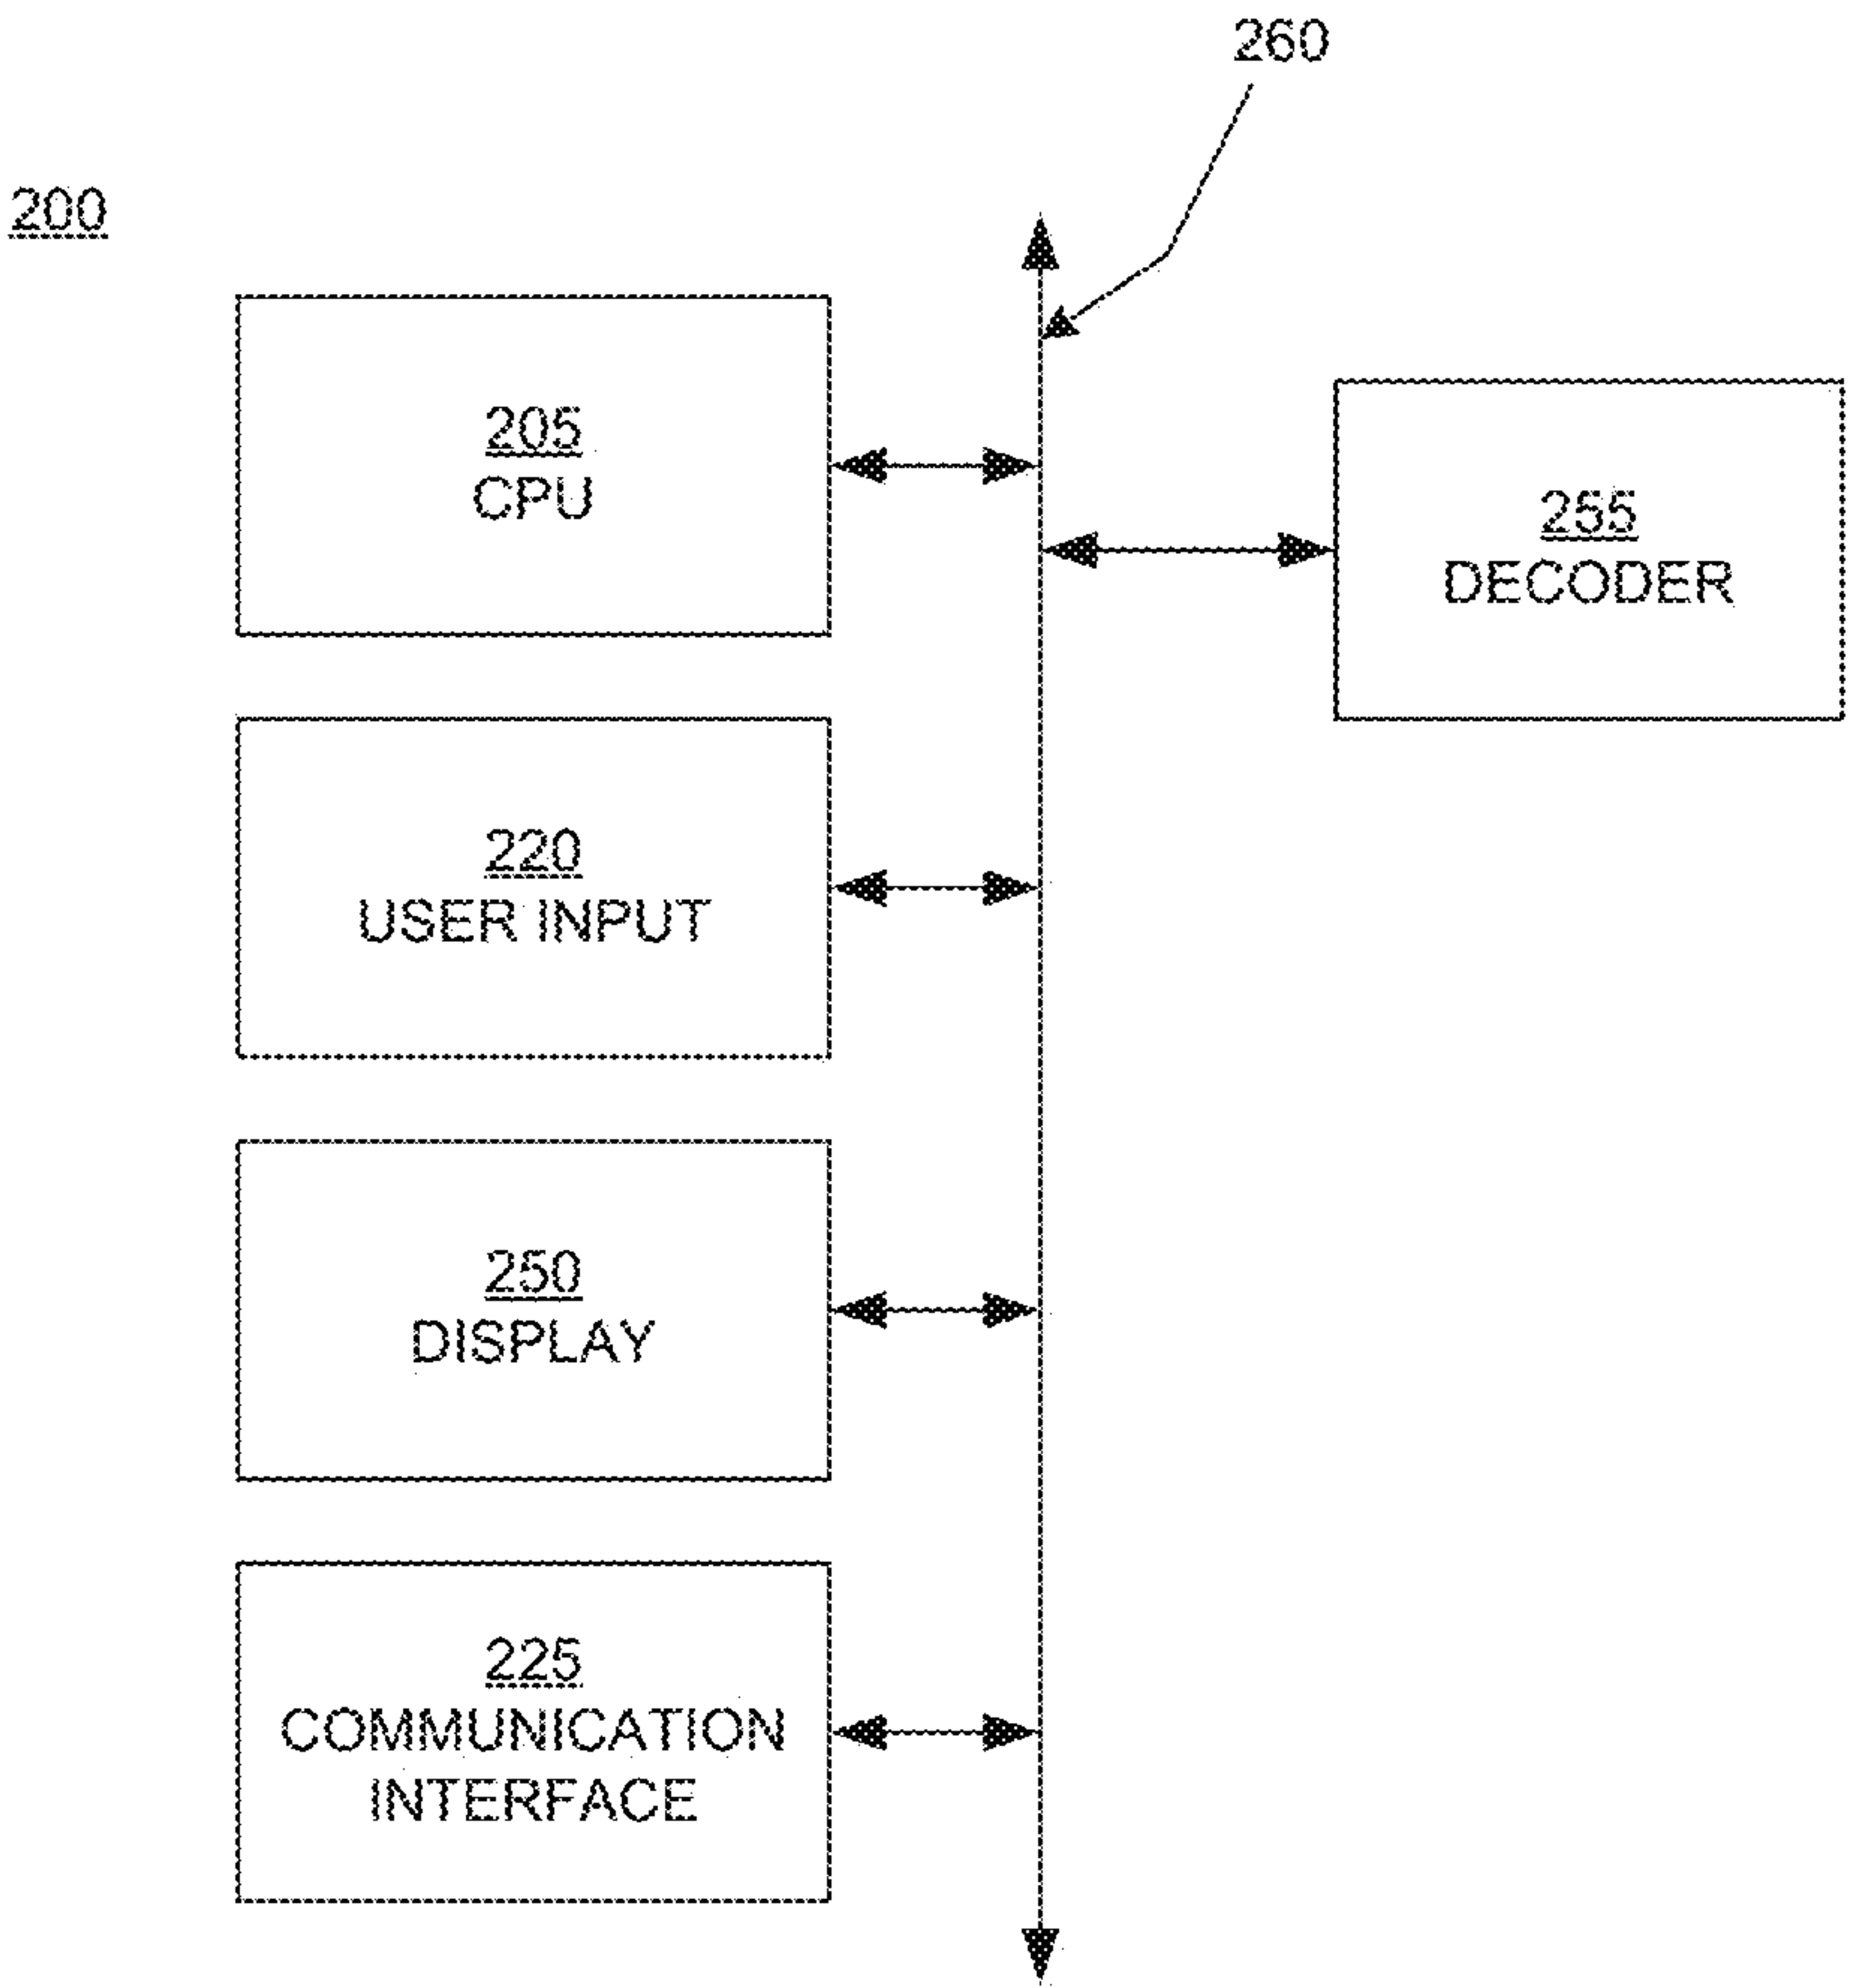 260
200
205
CPU
255
DECODER
220
USER INPUT
250
DISPLAY
225
COMMUNICATION
INTERFACE